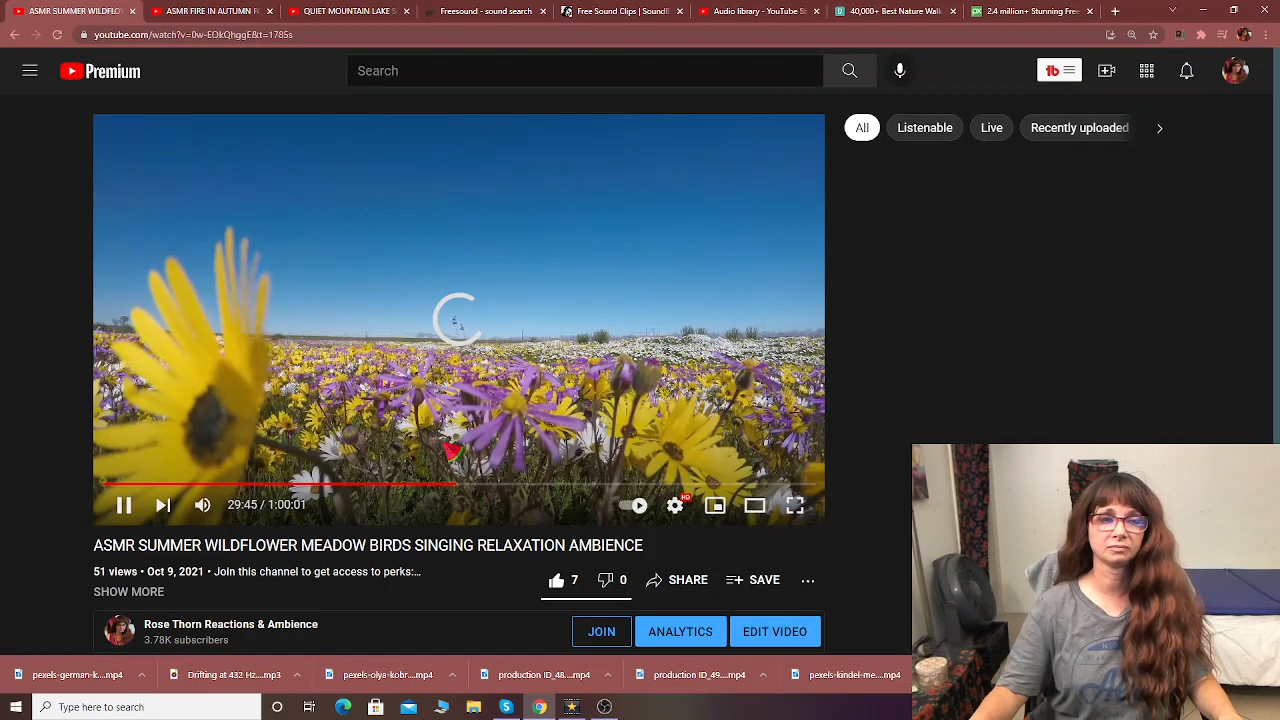 ASMR SUMMER WILDFLOW
ASMR FIRE IN AUTUMN FO
QUIET MOUNTAIN LAKE S
Freesound - sound search
Free Sound Clips | SoundB
Audio library - YouTube St
40,000+ Best Nature Walk
2.4 million+ Stunning Free
youtube.com/watch?v=0w-EOkQhggE&t=1785s
Premium
Search
All
Listenable
Live
Recently uploaded
29:45 / 1:00:01
HD
ASMR SUMMER WILDFLOWER MEADOW BIRDS SINGING RELAXATION AMBIENCE
51 views • Oct 9, 2021 • Join this channel to get access to perks:...
7
0
SHARE
SAVE
SHOW MORE
Rose Thorn Reactions & Ambience
3.78K subscribers
JOIN
ANALYTICS
EDIT VIDEO
pexels-german-k....mp4
Drifting at 432 Hz....mp3
pexels-olya-kobr....mp4
production ID_48....mp4
production ID_49....mp4
pexels-kindel-me....mp4
Type here to search